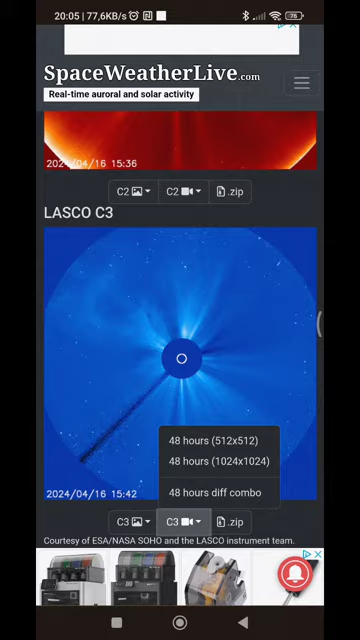 20:05 | 77,6KB/s
76
SpaceWeatherLive.com
Real-time auroral and solar activity
2024/04/16 15:36
C2 C2 .zip
LASCO C3
48 hours (512x512)
48 hours (1024x1024)
48 hours diff combo
2024/04/16 15:42
C3 C3 .zip
Courtesy of ESA/NASA SOHO and the LASCO instrument team.